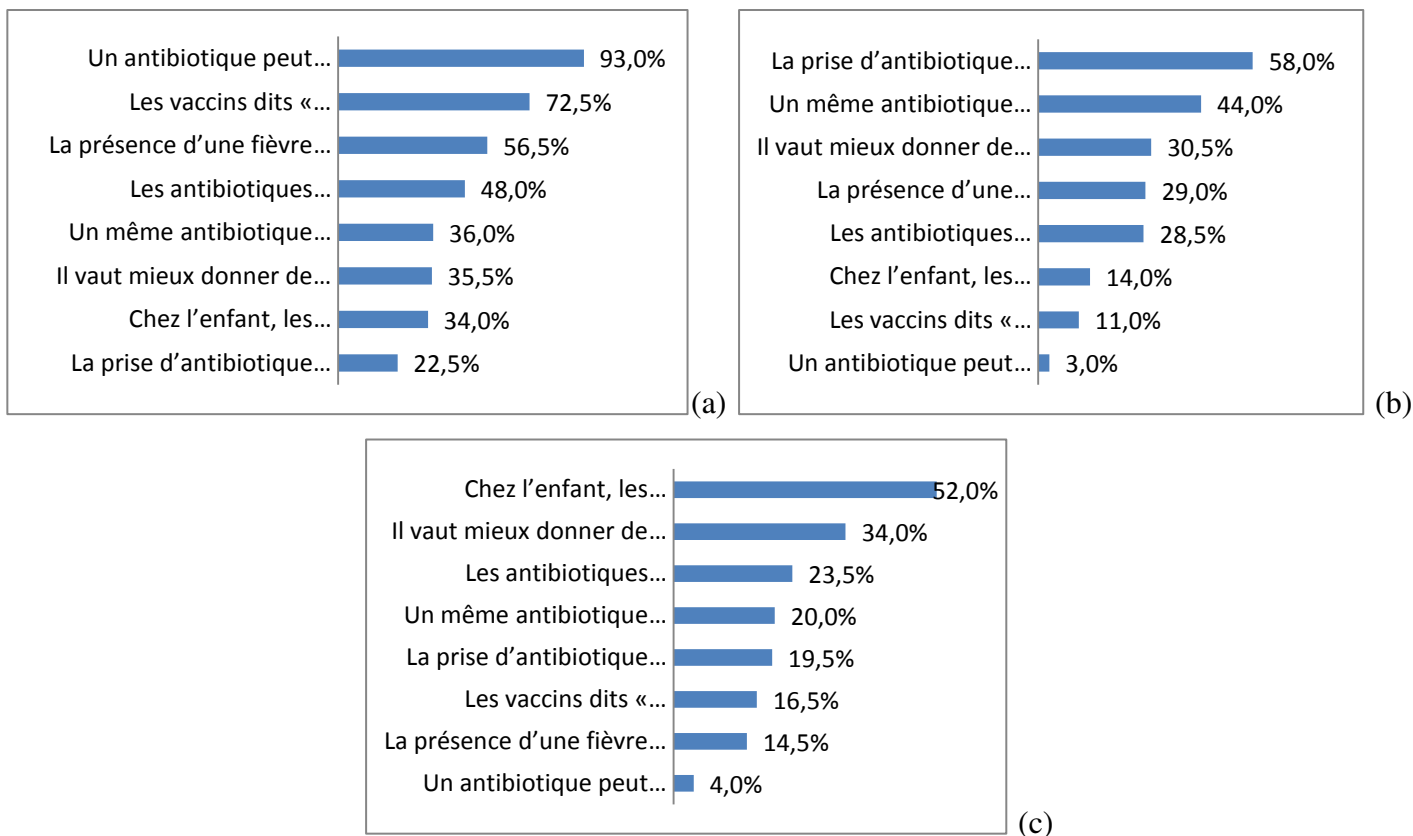 Un antibiotique peut… 93,0%
Les vaccins dits «… 72,5%
La présence d’une fièvre… 56,5%
Les antibiotiques… 48,0%
Un même antibiotique… 36,0%
Il vaut mieux donner de… 35,5%
Chez l’enfant, les… 34,0%
La prise d’antibiotique… 22,5%
(a)
La prise d’antibiotique… 58,0%
Un même antibiotique… 44,0%
Il vaut mieux donner de… 30,5%
La présence d’une… 29,0%
Les antibiotiques… 28,5%
Chez l’enfant, les… 14,0%
Les vaccins dits «… 11,0%
Un antibiotique peut… 3,0%
(b)
Chez l’enfant, les… 52,0%
Il vaut mieux donner de… 34,0%
Les antibiotiques… 23,5%
Un même antibiotique… 20,0%
La prise d’antibiotique… 19,5%
Les vaccins dits «… 16,5%
La présence d’une fièvre… 14,5%
Un antibiotique peut… 4,0%
(c)